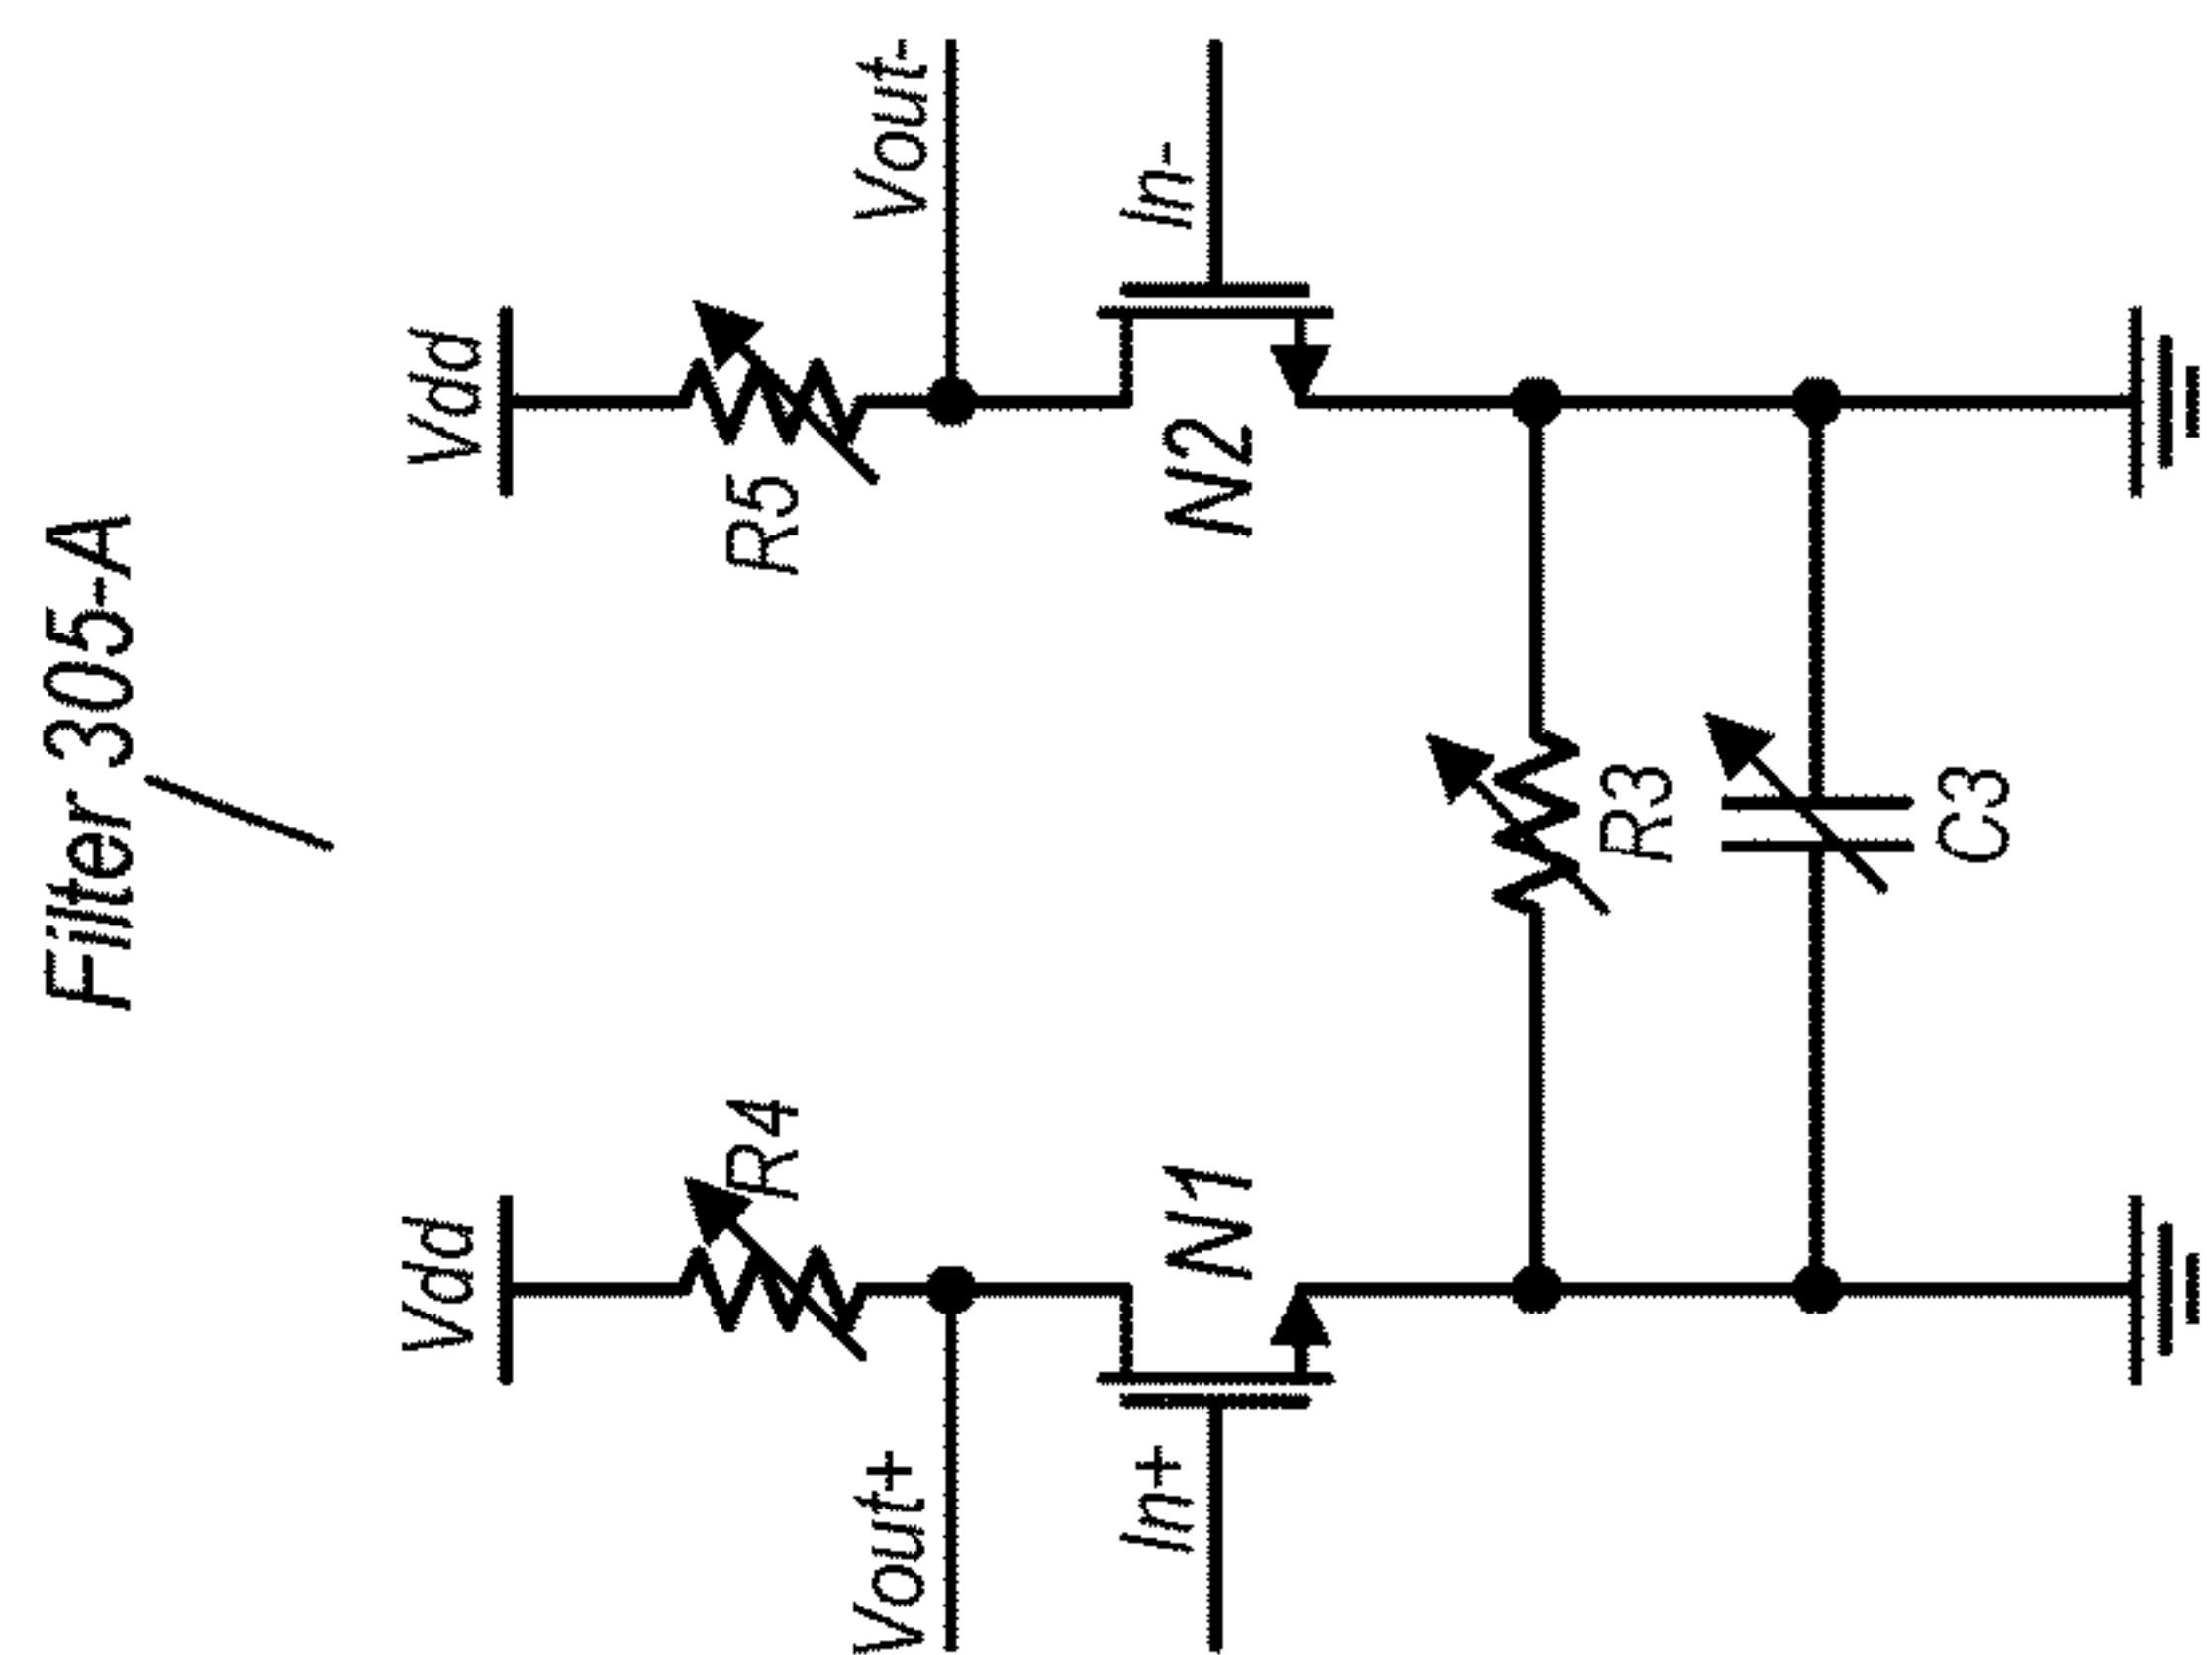 Filter 305-A
Vdd
Vdd
R4
R5
Vout+
Vout-
In+
In-
N1
N2
R3
C3